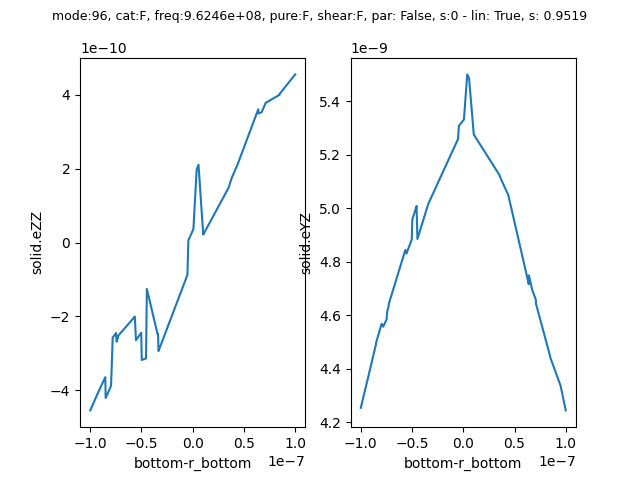 mode:96, cat:F, freq:9.6246e+08, pure:F, shear:F, par: False, s:0 - lin: True, s: 0.9519
1e−10
4
2
0
−2
−4
solid.eZZ
−1.0 −0.5 0.0 0.5 1.0
bottom-r_bottom 1e−7
1e−9
5.4
5.2
5.0
4.8
4.6
4.4
4.2
solid.eYZ
−1.0 −0.5 0.0 0.5 1.0
bottom-r_bottom 1e−7